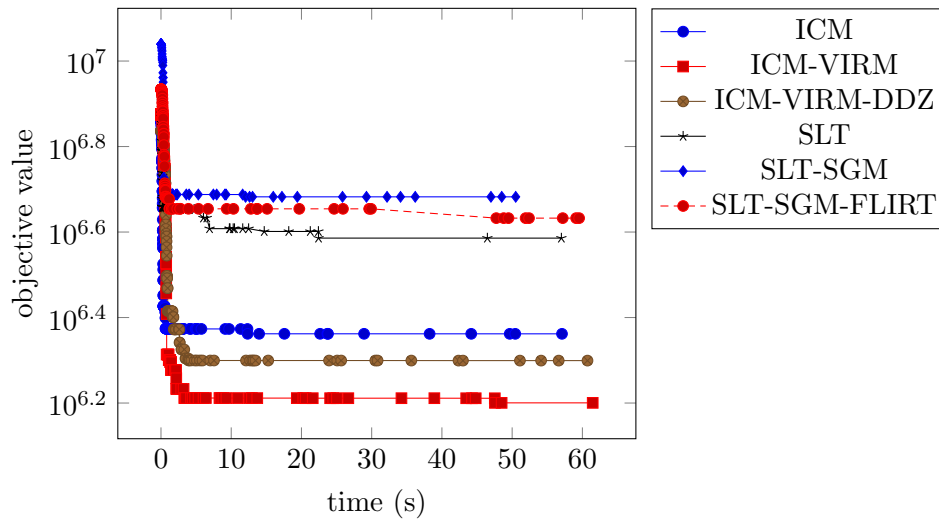 10^7
10^6.8
10^6.6
10^6.4
10^6.2
objective value
0 10 20 30 40 50 60
time (s)
ICM
ICM-VIRM
ICM-VIRM-DDZ
SLT
SLT-SGM
SLT-SGM-FLIRT